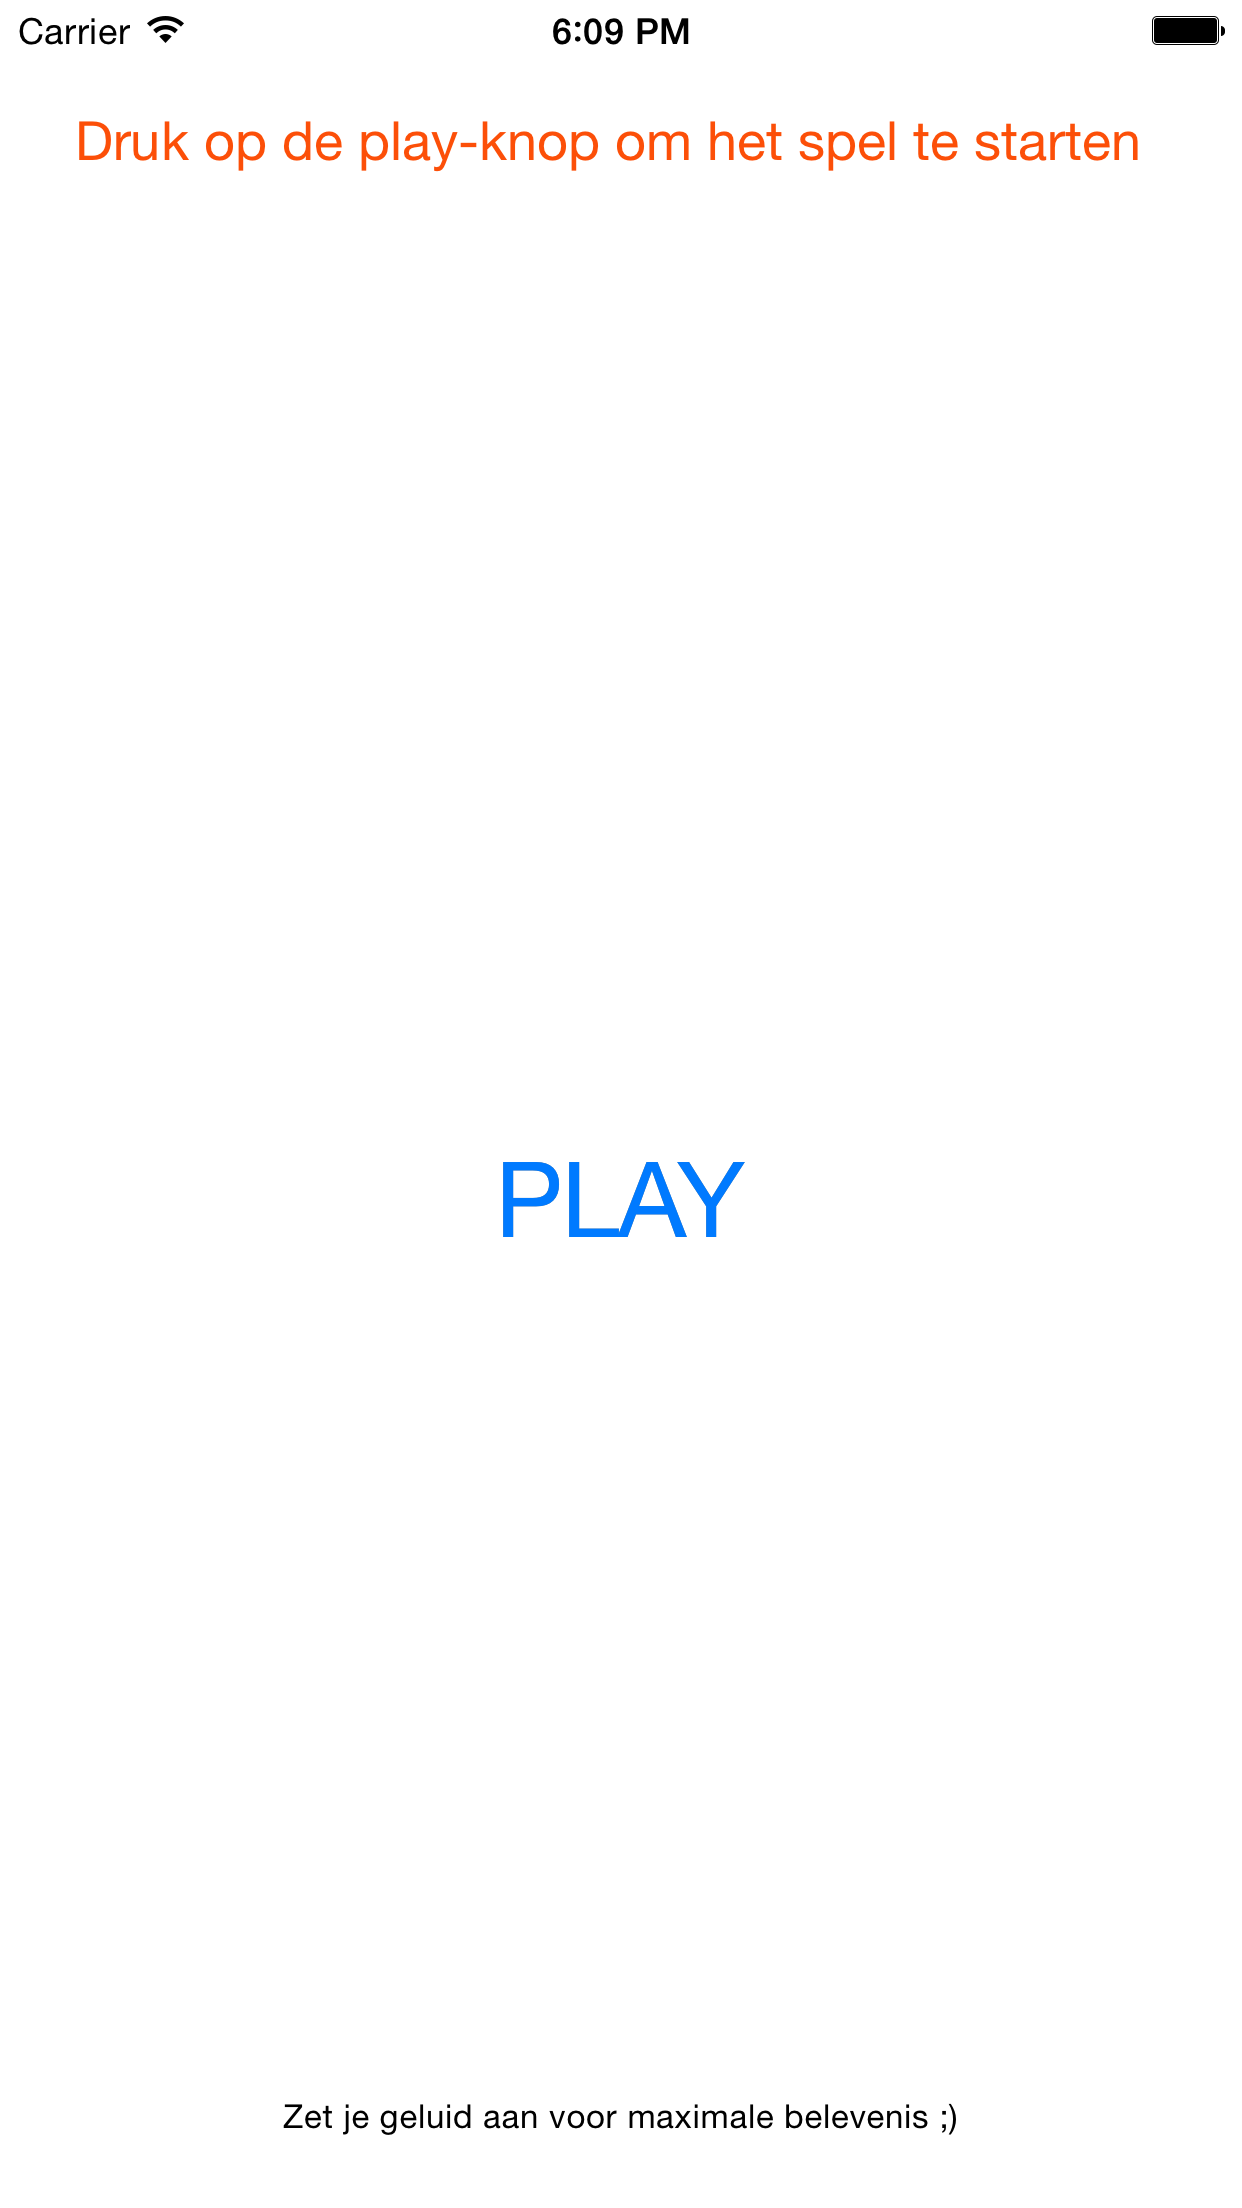 Carrier 6:09 PM
Druk op de play-knop om het spel te starten
PLAY
Zet je geluid aan voor maximale belevenis ;)